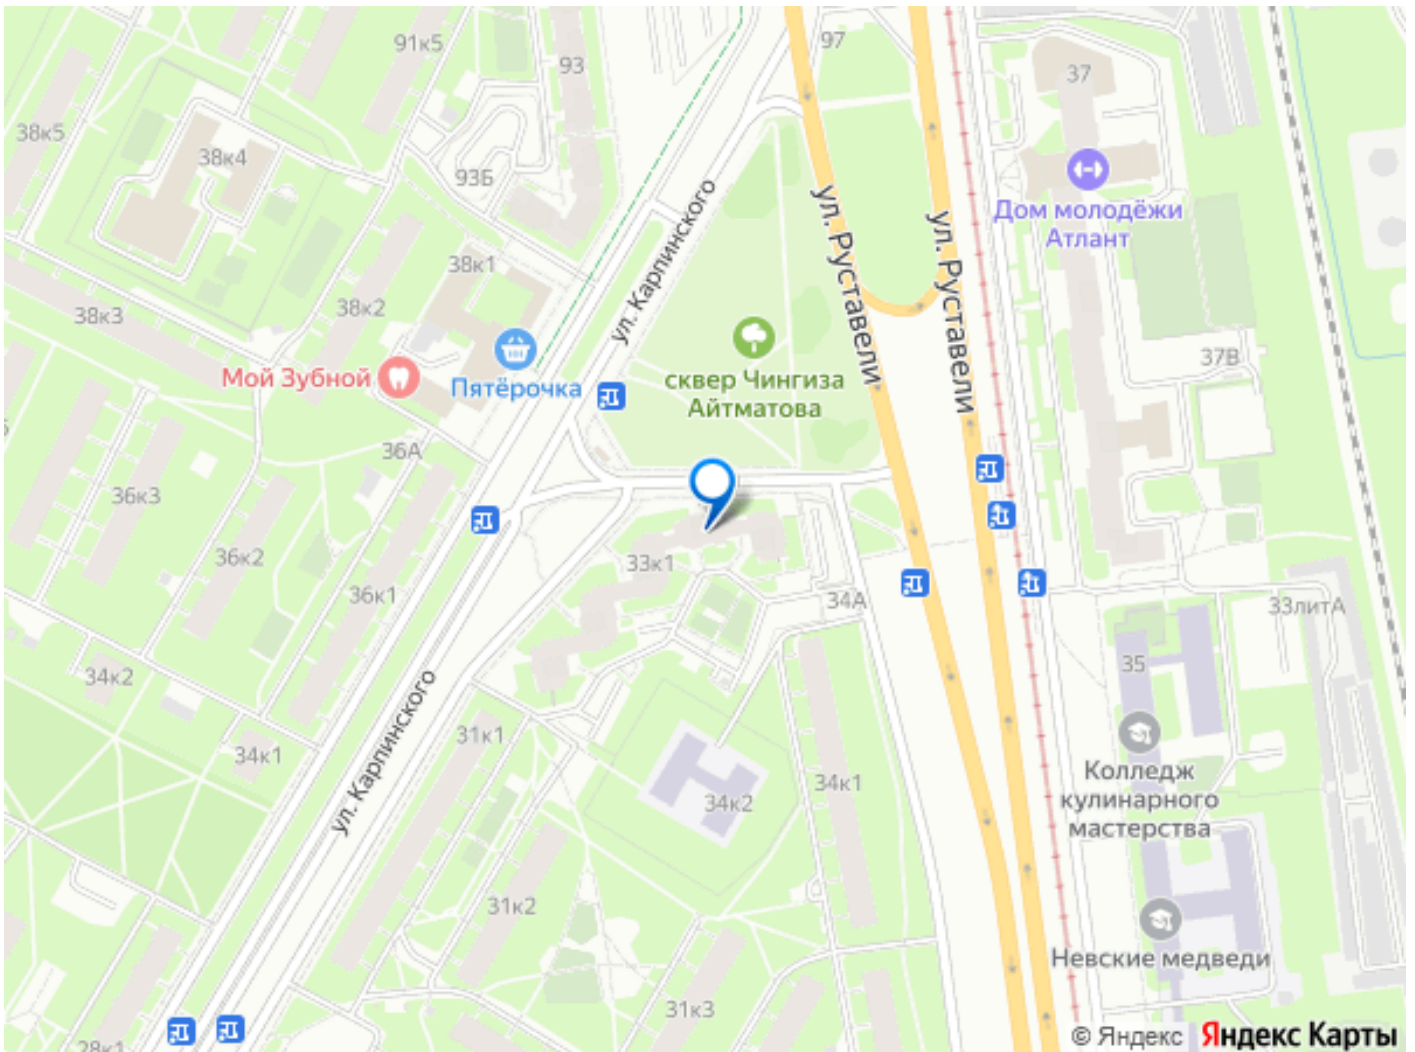 91к5
93
97
37
38к5
38к4
93Б
ул. Карпинского
ул. Руставели
ул. Руставели
Дом молодёжи
Атлант
38к1
38к2
38к3
Мой Зубной
Пятёрочка
сквер Чингиза
Айтматова
37В
36А
36к3
36к2
36к1
33к1
34А
33литА
35
34к2
34к1
ул. Карпинского
31к1
34к2
34к1
Колледж
кулинарного
мастерства
31к2
Невские медведи
31к3
28к1
© Яндекс
Яндекс Карты